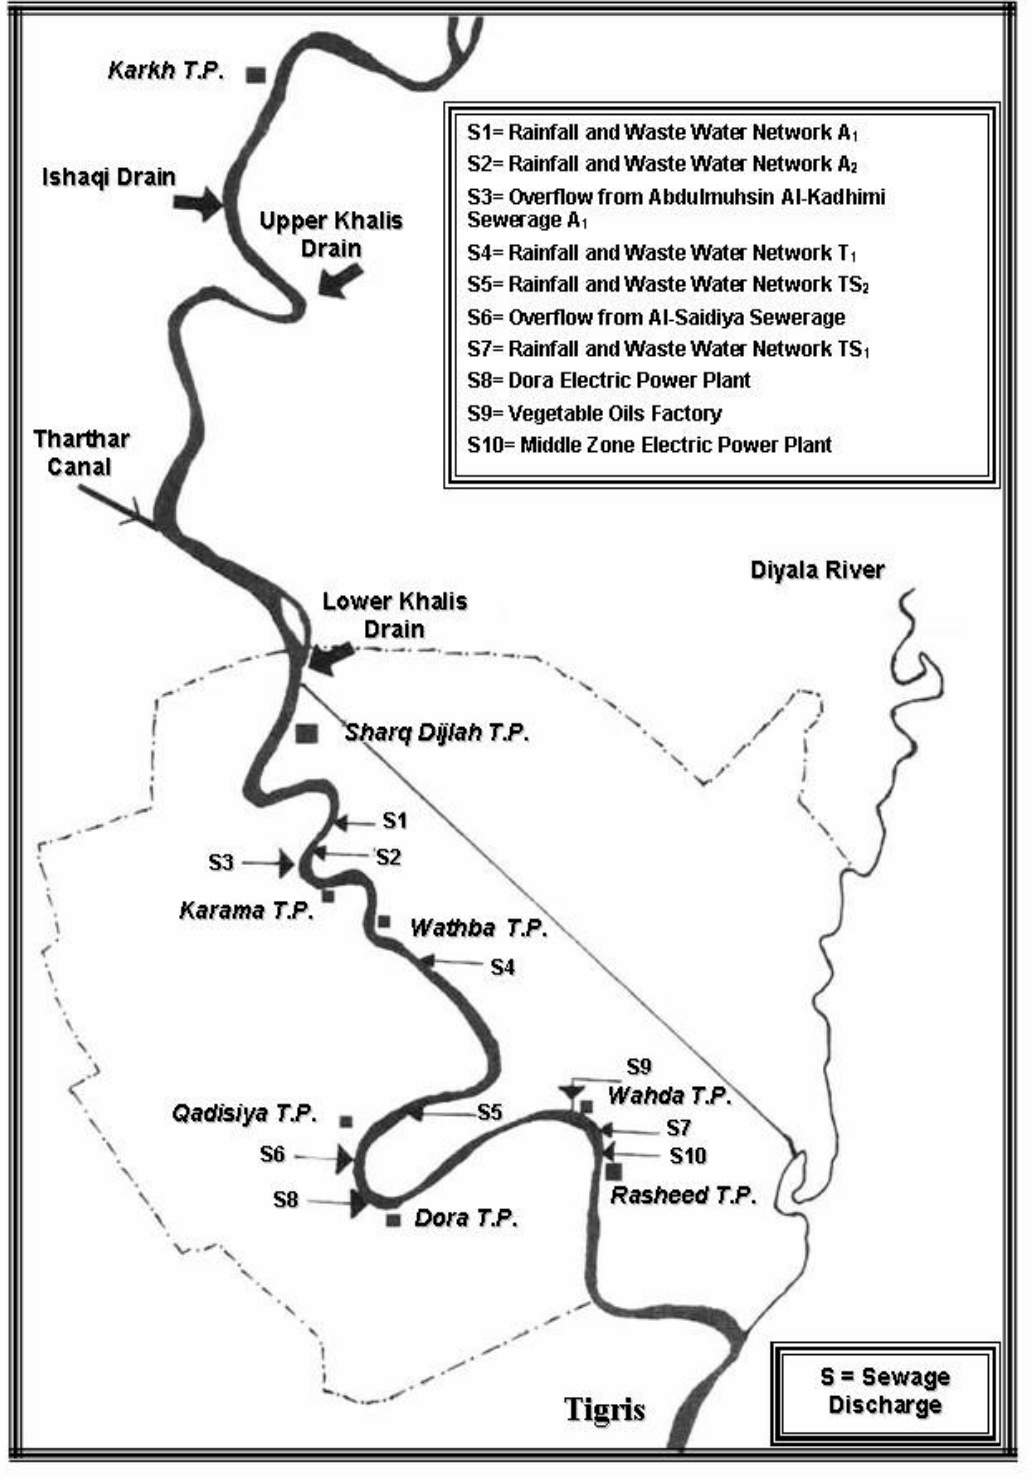 Karkh T.P.
S1= Rainfall and Waste Water Network A₁
S2= Rainfall and Waste Water Network A₂
S3= Overflow from Abdulmuhsin Al-Kadhimi
Sewerage A₁
S4= Rainfall and Waste Water Network T₁
S5= Rainfall and Waste Water Network TS₂
S6= Overflow from Al-Saidiya Sewerage
S7= Rainfall and Waste Water Network TS₁
S8= Dora Electric Power Plant
S9= Vegetable Oils Factory
S10= Middle Zone Electric Power Plant
Ishaqi Drain
Upper Khalis
Drain
Tharthar
Canal
Diyala River
Lower Khalis
Drain
Sharq Dijlah T.P.
S1
S2
S3
Karama T.P.
Wathba T.P.
S4
S9
Wahda T.P.
Qadisiya T.P.
S5
S7
S6
S10
Rasheed T.P.
S8
Dora T.P.
S = Sewage
Discharge
Tigris